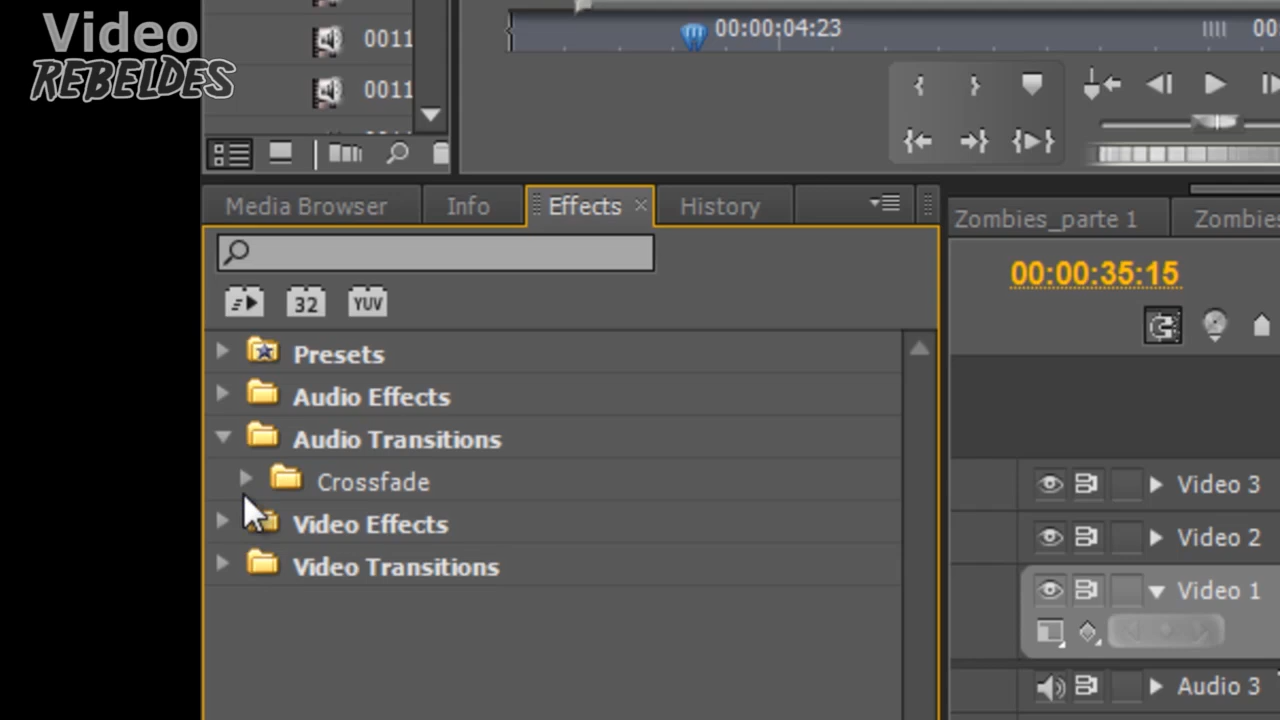 Video
REBELDES
0011
0011
00:00:04:23
00:
Media Browser
Info
Effects
History
32
YUV
Presets
Audio Effects
Audio Transitions
Crossfade
Video Effects
Video Transitions
Zombies_parte 1
Zombies
00:00:35:15
Video 3
Video 2
Video 1
Audio 3